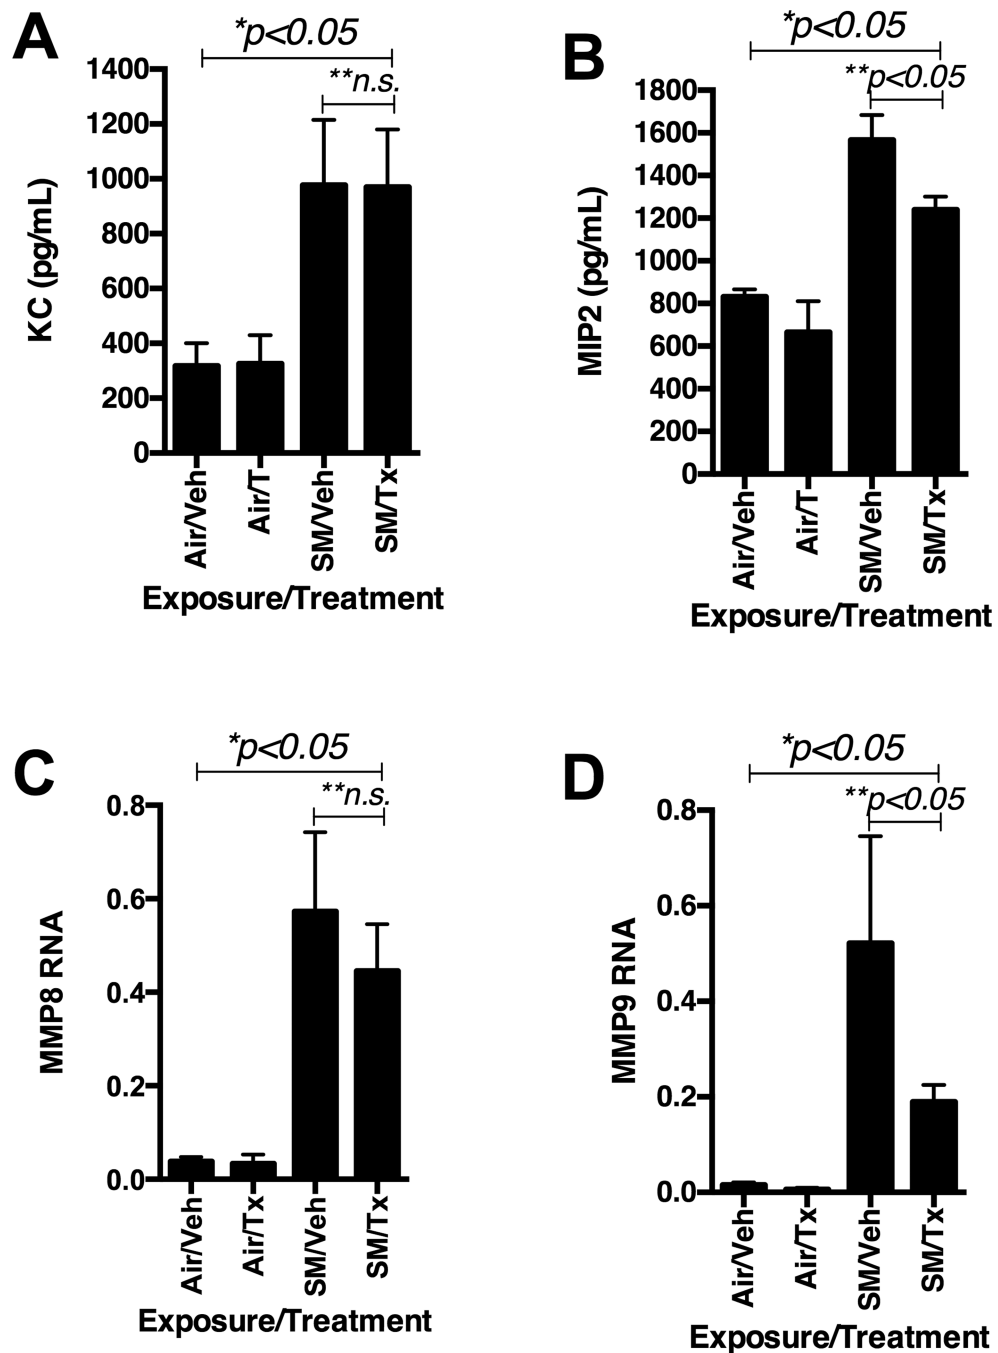 A
*p<0.05
**n.s.
1400
1200
1000
800
600
400
200
0
KC (pg/mL)
Air/Veh
Air/T
SM/Veh
SM/Tx
Exposure/Treatment
B
*p<0.05
**p<0.05
1800
1600
1400
1200
1000
800
600
400
200
0
MIP2 (pg/mL)
Air/Veh
Air/T
SM/Veh
SM/Tx
Exposure/Treatment
C
*p<0.05
**n.s.
0.8
0.6
0.4
0.2
0.0
MMP8 RNA
Air/Veh
Air/Tx
SM/Veh
SM/Tx
Exposure/Treatment
D
*p<0.05
**p<0.05
0.8
0.6
0.4
0.2
0.0
MMP9 RNA
Air/Veh
Air/Tx
SM/Veh
SM/Tx
Exposure/Treatment